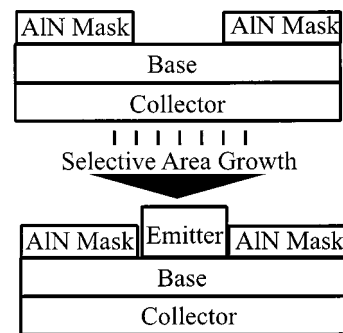 AlN Mask AlN Mask
Base
Collector
Selective Area Growth
AlN Mask Emitter AlN Mask
Base
Collector